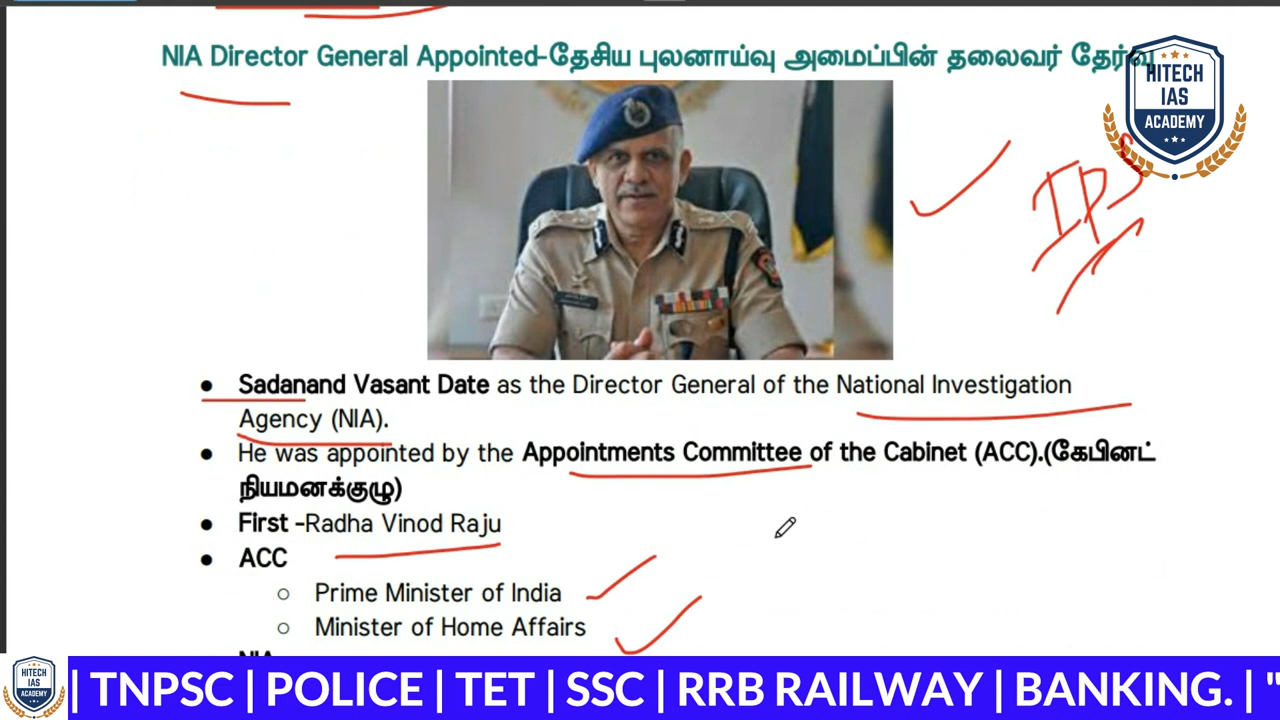 NIA Director General Appointed-தேசிய புலனாய்வு அமைப்பின் தலைவர் தேர்வு
HITECH
IAS
ACADEMY
IPS
● Sadanand Vasant Date as the Director General of the National Investigation
Agency (NIA).
● He was appointed by the Appointments Committee of the Cabinet (ACC).(கேபினட்
நியமனக்குழு)
● First -Radha Vinod Raju
● ACC
○ Prime Minister of India
○ Minister of Home Affairs
NIA
HITECH
IAS
ACADEMY
| TNPSC | POLICE | TET | SSC | RRB RAILWAY | BANKING. | "